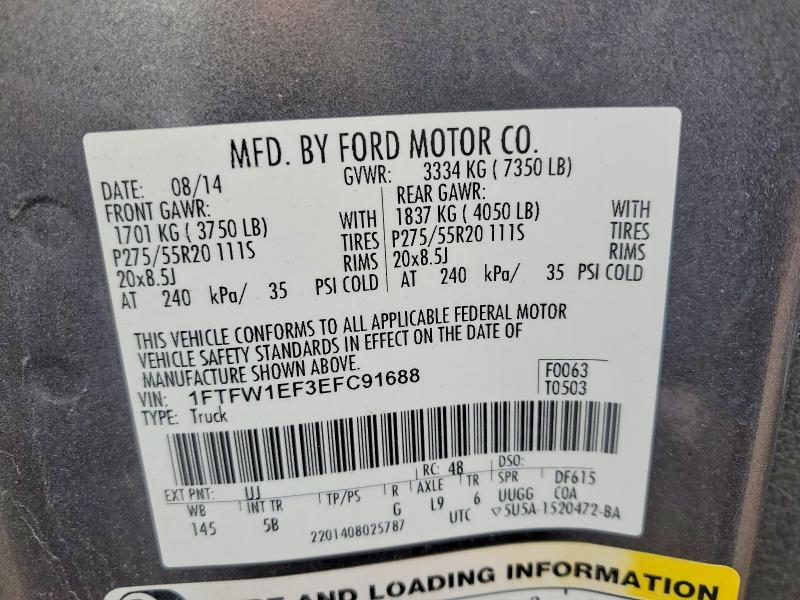 MFD. BY FORD MOTOR CO.
DATE: 08/14 GVWR: 3334 KG ( 7350 LB)
FRONT GAWR: REAR GAWR:
1701 KG ( 3750 LB) WITH 1837 KG ( 4050 LB) WITH
P275/55R20 111S TIRES P275/55R20 111S TIRES
20x8.5J RIMS 20x8.5J RIMS
AT 240 kPa/ 35 PSI COLD AT 240 kPa/ 35 PSI COLD
THIS VEHICLE CONFORMS TO ALL APPLICABLE FEDERAL MOTOR
VEHICLE SAFETY STANDARDS IN EFFECT ON THE DATE OF
MANUFACTURE SHOWN ABOVE.
VIN: 1FTFW1EF3EFC91688 F0063
TYPE: Truck T0503
EXT PNT: UJ RC: 48 DSO:
WB INT TR TP/PS R AXLE TR SPR DF615
145 5B G L9 6 UUGG COA
2201408025787 UTC ▽5U5A-1520472-BA
AND LOADING INFORMATION